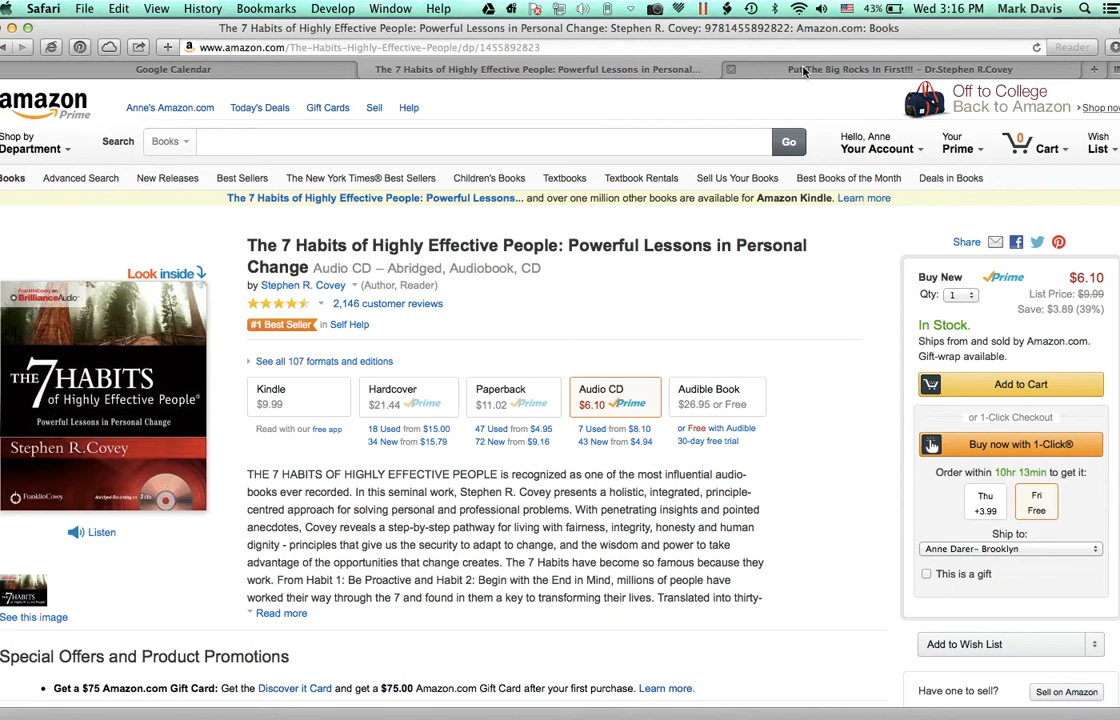 Safari File Edit View History Bookmarks Develop Window Help 43% Wed 3:16 PM Mark Davis
The 7 Habits of Highly Effective People: Powerful Lessons in Personal Change: Stephen R. Covey: 9781455892822: Amazon.com: Books
www.amazon.com/The-Habits-Highly-Effective-People/dp/1455892823 Reader
Google Calendar The 7 Habits of Highly Effective People: Powerful Lessons in Personal... Put The Big Rocks In First!!! – Dr.Stephen R.Covey
amazon Prime
Anne's Amazon.com Today's Deals Gift Cards Sell Help
Off to College
Back to Amazon Shop now
Shop by
Department
Search Books Go
Hello, Anne
Your Account
Your
Prime
0
Cart
Wish
List
Books Advanced Search New Releases Best Sellers The New York Times® Best Sellers Children's Books Textbooks Textbook Rentals Sell Us Your Books Best Books of the Month Deals in Books
The 7 Habits of Highly Effective People: Powerful Lessons... and over one million other books are available for Amazon Kindle. Learn more
Look inside
FranklinCovey on
BrillianceAudio
THE 7 HABITS
of Highly Effective People®
Powerful Lessons in Personal Change
Stephen R. Covey
FranklinCovey Abridged Recording on 3 CDs
Listen
See this image
The 7 Habits of Highly Effective People: Powerful Lessons in Personal
Change Audio CD – Abridged, Audiobook, CD
by Stephen R. Covey (Author, Reader)
2,146 customer reviews
#1 Best Seller in Self Help
See all 107 formats and editions
Kindle
$9.99
Read with our free app
Hardcover
$21.44 Prime
18 Used from $15.00
34 New from $15.79
Paperback
$11.02 Prime
47 Used from $4.95
72 New from $9.16
Audio CD
$6.10 Prime
7 Used from $8.10
43 New from $4.94
Audible Book
$26.95 or Free
or Free with Audible
30-day free trial
THE 7 HABITS OF HIGHLY EFFECTIVE PEOPLE is recognized as one of the most influential audio-
books ever recorded. In this seminal work, Stephen R. Covey presents a holistic, integrated, principle-
centred approach for solving personal and professional problems. With penetrating insights and pointed
anecdotes, Covey reveals a step-by-step pathway for living with fairness, integrity, honesty and human
dignity - principles that give us the security to adapt to change, and the wisdom and power to take
advantage of the opportunities that change creates. The 7 Habits have become so famous because they
work. From Habit 1: Be Proactive and Habit 2: Begin with the End in Mind, millions of people have
worked their way through the 7 and found in them a key to transforming their lives. Translated into thirty-
Read more
Share
Buy New Prime $6.10
Qty: 1 List Price: $9.99
Save: $3.89 (39%)
In Stock.
Ships from and sold by Amazon.com.
Gift-wrap available.
Add to Cart
or 1-Click Checkout
Buy now with 1-Click®
Order within 10hr 13min to get it:
Thu
+3.99
Fri
Free
Ship to:
Anne Darer- Brooklyn
This is a gift
Add to Wish List
Have one to sell? Sell on Amazon
Special Offers and Product Promotions
• Get a $75 Amazon.com Gift Card: Get the Discover it Card and get a $75.00 Amazon.com Gift Card after your first purchase. Learn more.